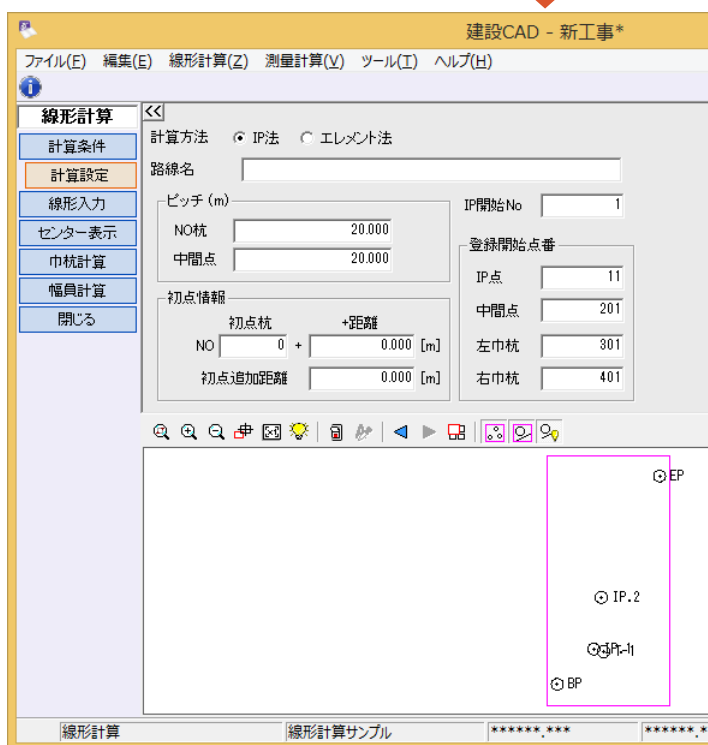 建設CAD - 新工事*
ファイル(F) 編集(E) 線形計算(Z) 測量計算(V) ツール(T) ヘルプ(H)
線形計算
<<
計算条件
計算方法 IP法 エレメント法
計算設定
路線名
線形入力
ピッチ (m)
IP開始No 1
センター表示
NO杭 20.000
登録開始点番
巾杭計算
中間点 20.000
IP点 11
幅員計算
初点情報
中間点 201
閉じる
初点杭 +距離
NO 0 + 0.000 [m]
左巾杭 301
初点追加距離 0.000 [m]
右巾杭 401
EP
IP.2
BP
線形計算 線形計算サンプル ******.*** ******.*